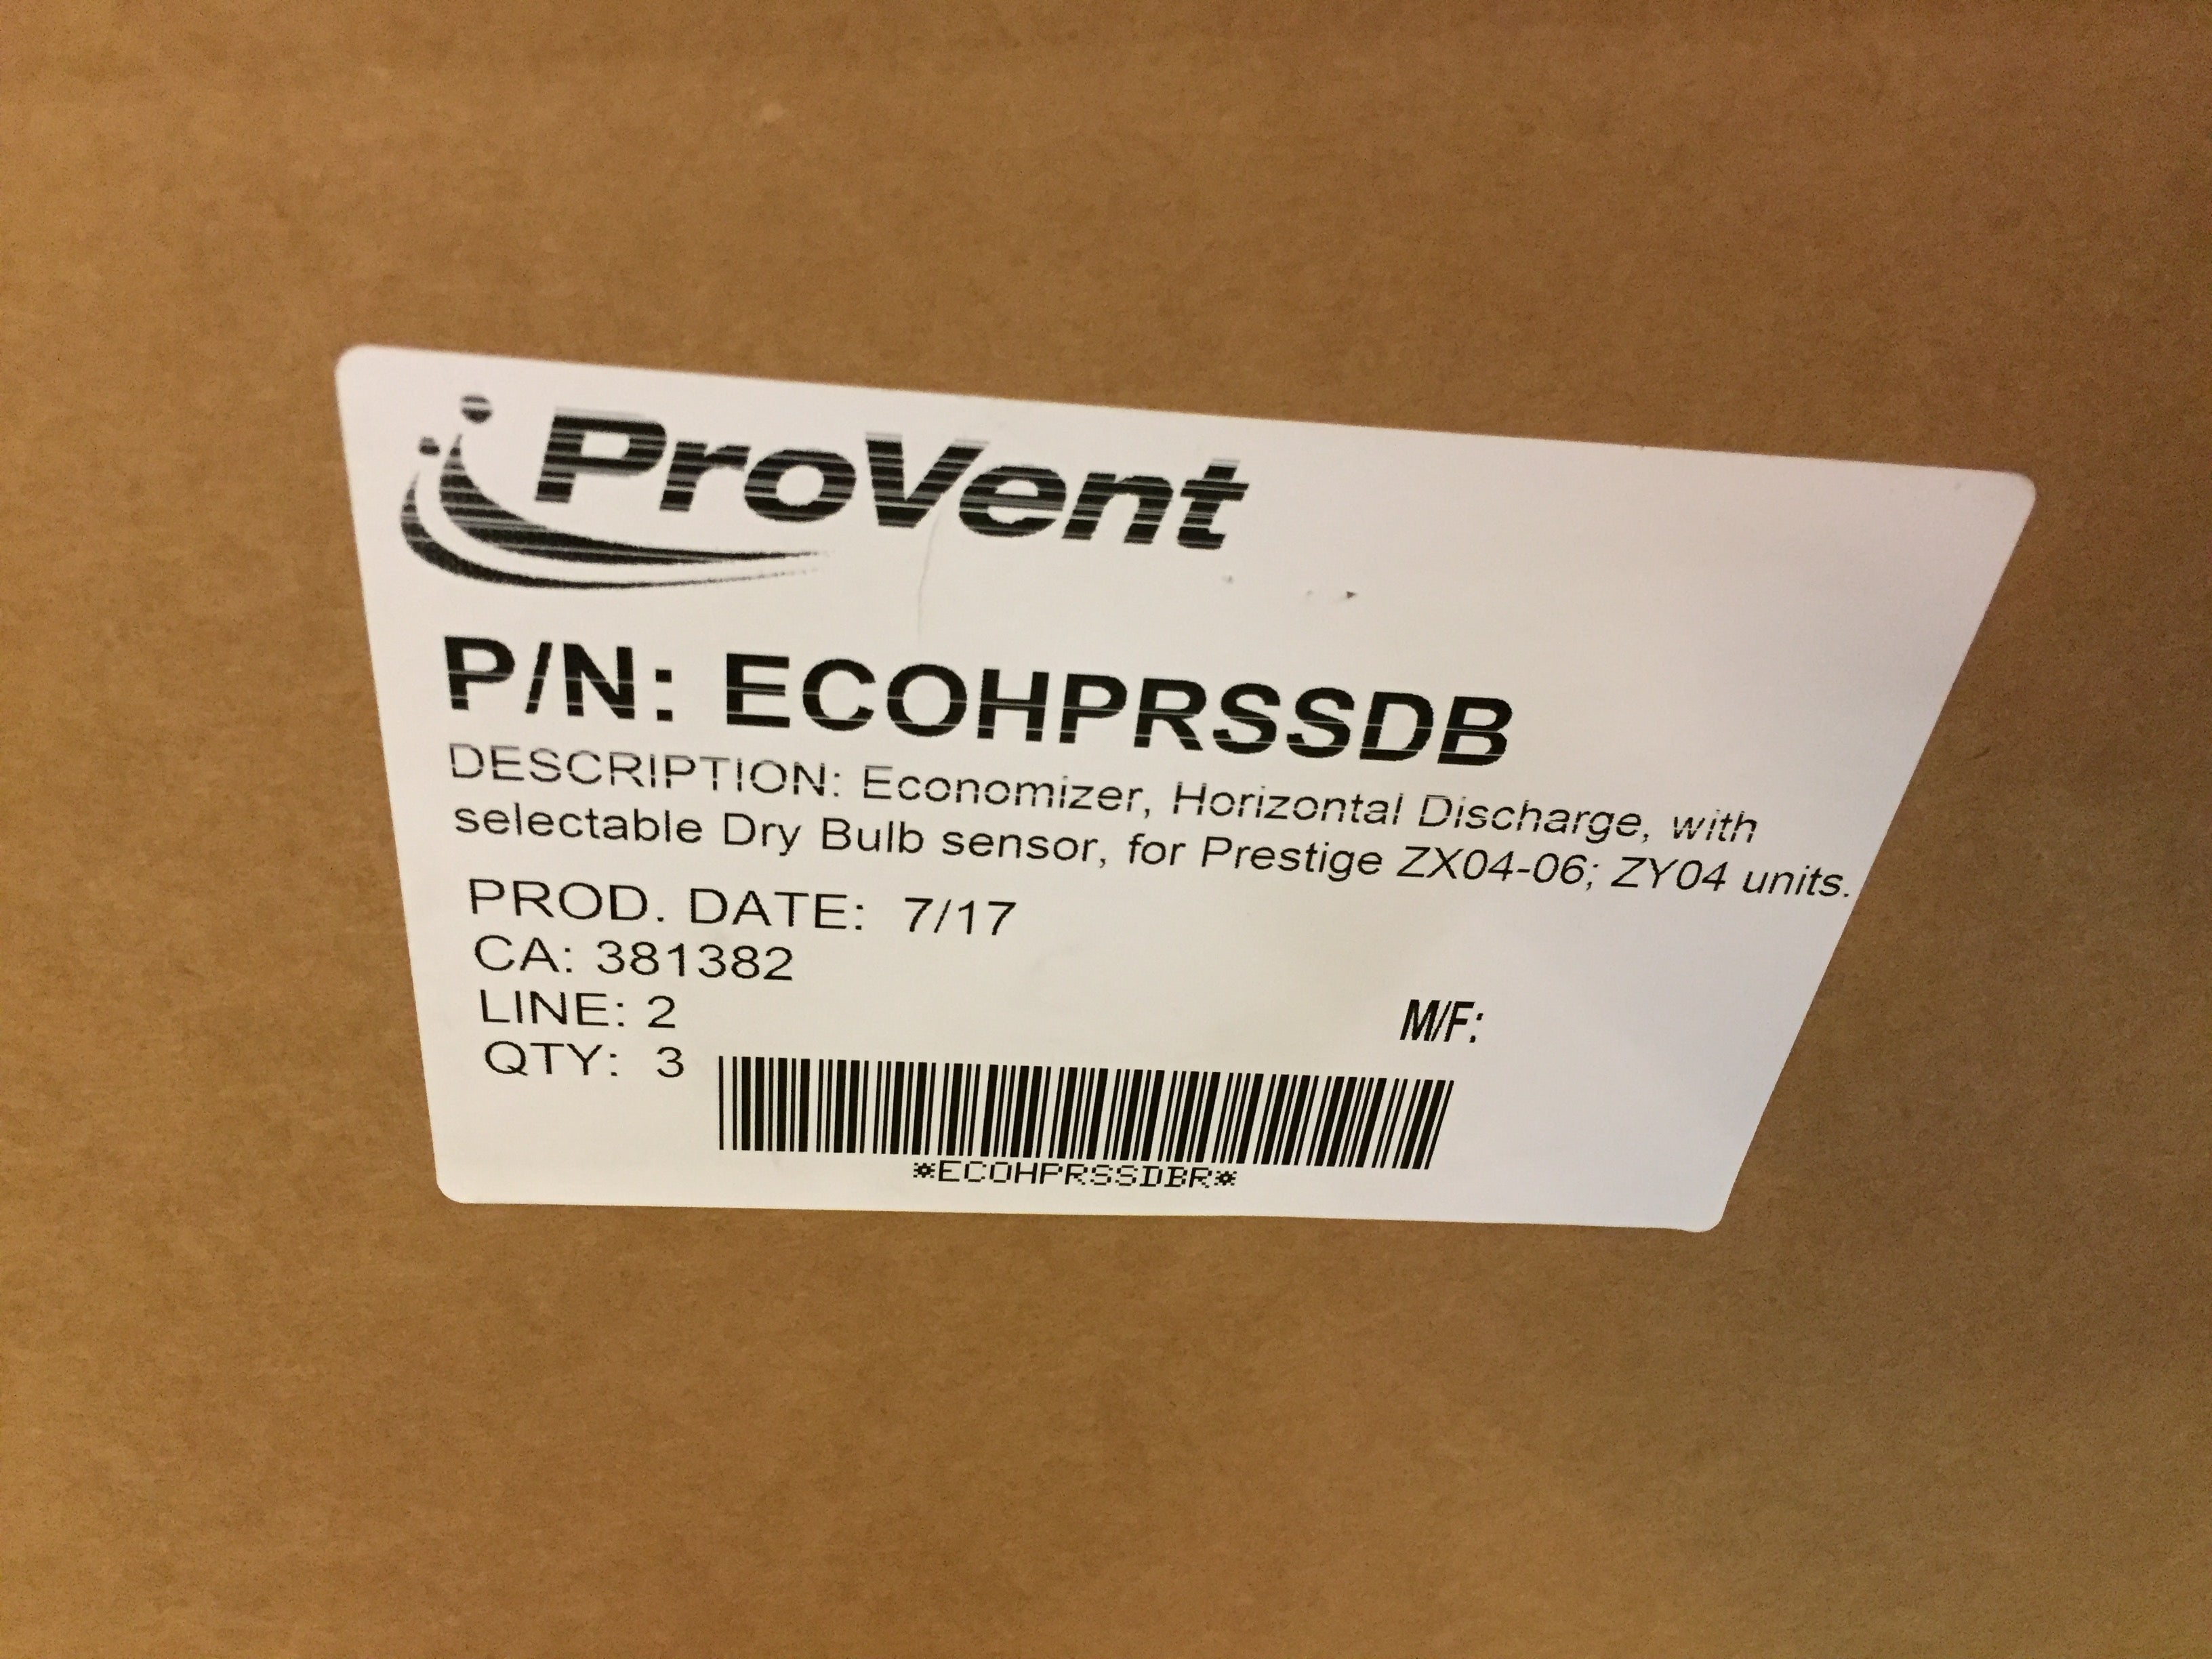 ProVent
P/N: ECOHPRSSDB
DESCRIPTION: Economizer, Horizontal Discharge, with
selectable Dry Bulb sensor, for Prestige ZX04-06; ZY04 units.
PROD. DATE: 7/17
CA: 381382
LINE: 2
M/F:
QTY: 3
*ECOHPRSSDBR*